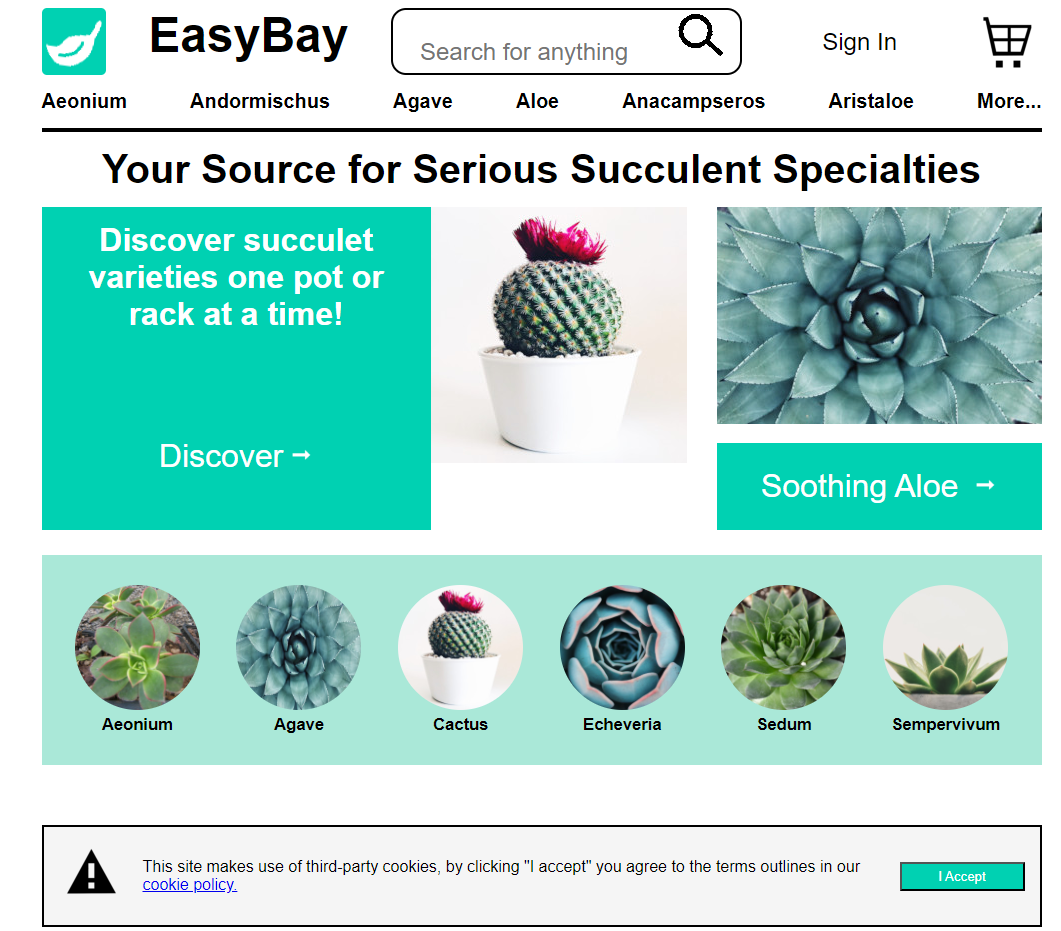 EasyBay
Search for anything
Sign In
Aeonium Andormischus Agave Aloe Anacampseros Aristaloe More...
Your Source for Serious Succulent Specialties
Discover succulet
varieties one pot or
rack at a time!
Discover →
Soothing Aloe →
Aeonium Agave Cactus Echeveria Sedum Sempervivum
This site makes use of third-party cookies, by clicking "I accept" you agree to the terms outlines in our
cookie policy.
I Accept